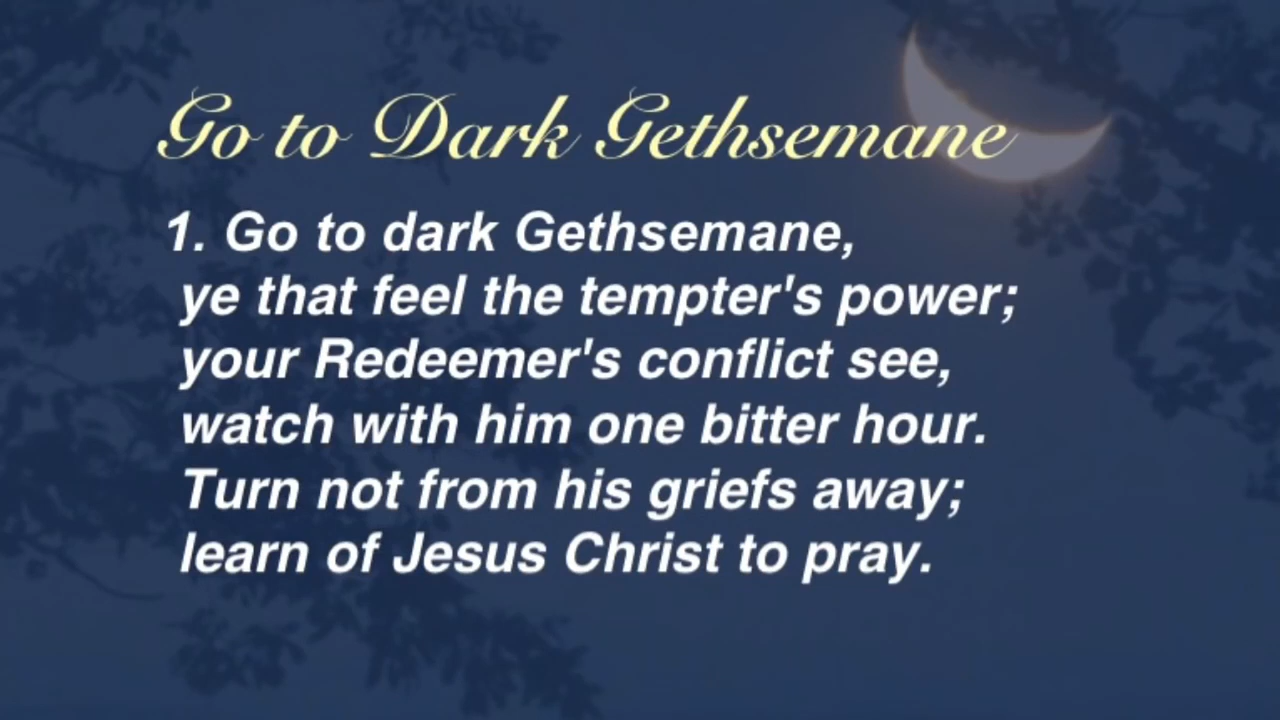 Go to Dark Gethsemane
1. Go to dark Gethsemane,
ye that feel the tempter's power;
your Redeemer's conflict see,
watch with him one bitter hour.
Turn not from his griefs away;
learn of Jesus Christ to pray.